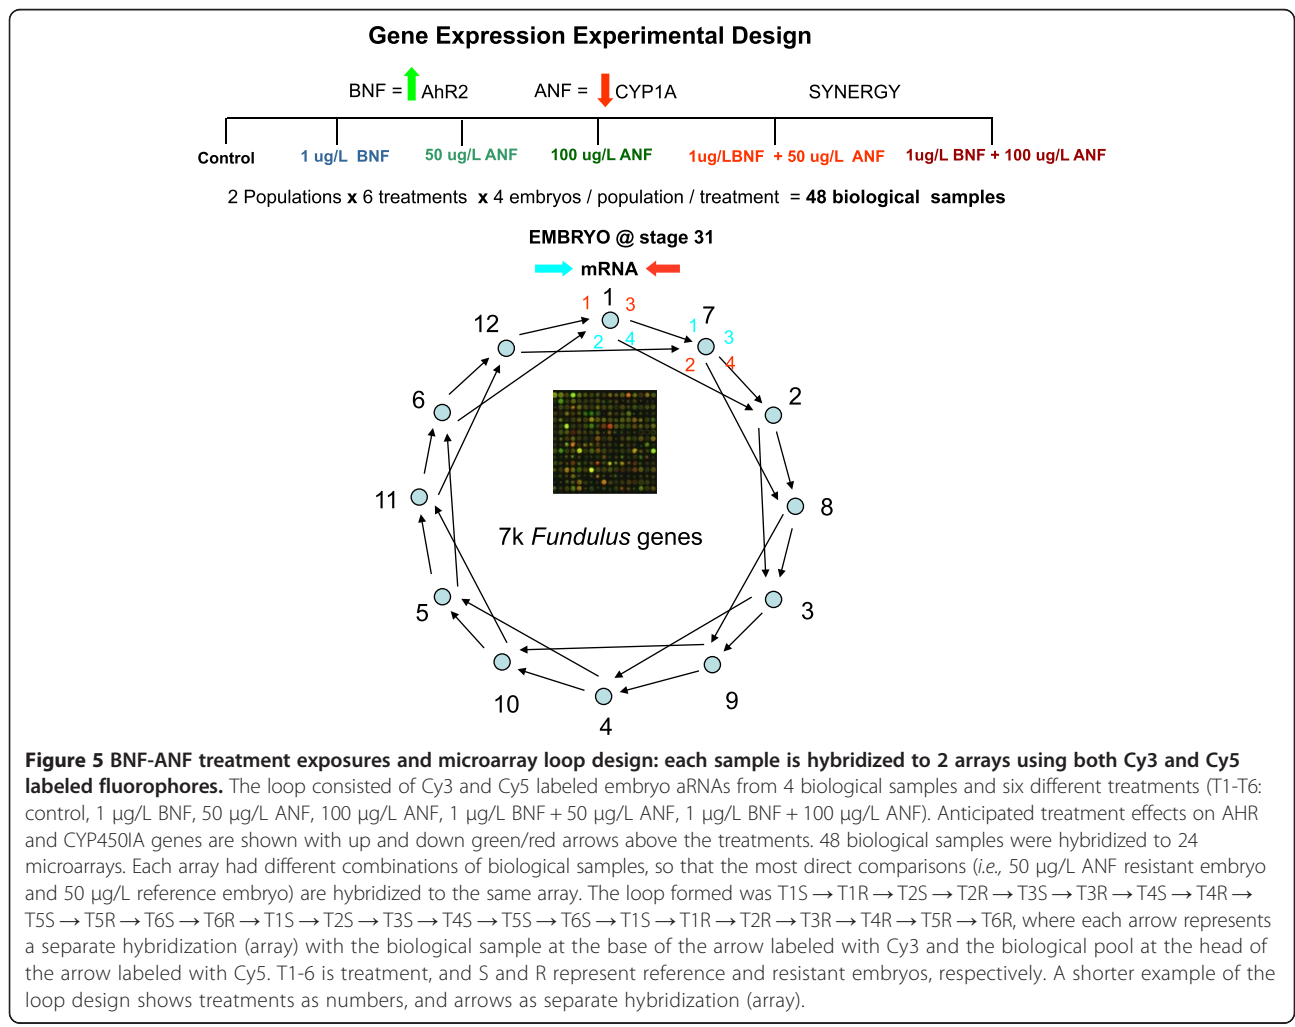 Gene Expression Experimental Design
BNF = AhR2 ANF = CYP1A SYNERGY
Control 1 ug/L BNF 50 ug/L ANF 100 ug/L ANF 1ug/LBNF + 50 ug/L ANF 1ug/L BNF + 100 ug/L ANF
2 Populations x 6 treatments x 4 embryos / population / treatment = 48 biological samples
EMBRYO @ stage 31
mRNA
1 1 3
12 7
2 4 1 3
2 4
6 2
11 8
7k Fundulus genes
5 3
10 9
4
Figure 5 BNF-ANF treatment exposures and microarray loop design: each sample is hybridized to 2 arrays using both Cy3 and Cy5
labeled fluorophores. The loop consisted of Cy3 and Cy5 labeled embryo aRNAs from 4 biological samples and six different treatments (T1-T6:
control, 1 μg/L BNF, 50 μg/L ANF, 100 μg/L ANF, 1 μg/L BNF + 50 μg/L ANF, 1 μg/L BNF + 100 μg/L ANF). Anticipated treatment effects on AHR
and CYP450IA genes are shown with up and down green/red arrows above the treatments. 48 biological samples were hybridized to 24
microarrays. Each array had different combinations of biological samples, so that the most direct comparisons (i.e., 50 μg/L ANF resistant embryo
and 50 μg/L reference embryo) are hybridized to the same array. The loop formed was T1S → T1R → T2S → T2R → T3S → T3R → T4S → T4R →
T5S → T5R → T6S → T6R → T1S → T2S → T3S → T4S → T5S → T6S → T1S → T1R → T2R → T3R → T4R → T5R → T6R, where each arrow represents
a separate hybridization (array) with the biological sample at the base of the arrow labeled with Cy3 and the biological pool at the head of
the arrow labeled with Cy5. T1-6 is treatment, and S and R represent reference and resistant embryos, respectively. A shorter example of the
loop design shows treatments as numbers, and arrows as separate hybridization (array).